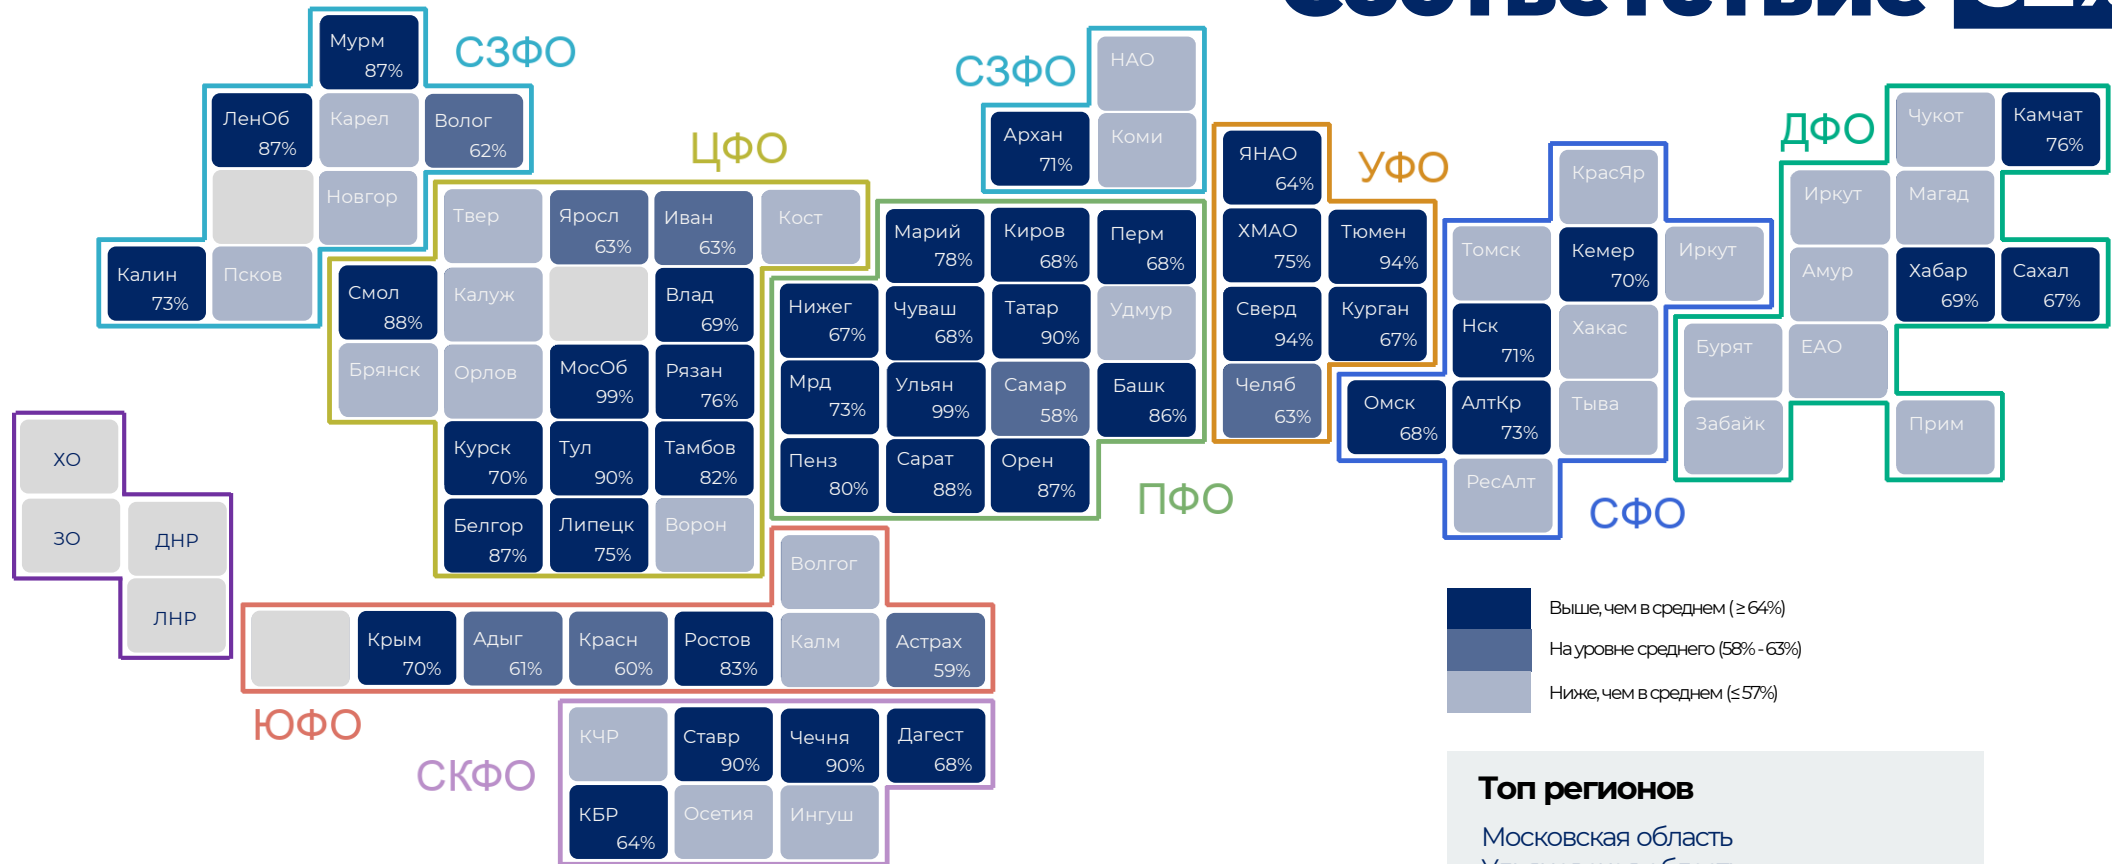 Соответствие
СЗФО
Мурм
87%
ЛенОб
87%
Карел
Волог
62%
Новгор
Калин
73%
Псков
СЗФО
НАО
Архан
71%
Коми
ЦФО
Твер
Яросл
63%
Иван
63%
Кост
Смол
88%
Калуж
Влад
69%
Брянск
Орлов
МосОб
99%
Рязан
76%
Курск
70%
Тул
90%
Тамбов
82%
Белгор
87%
Липецк
75%
Ворон
ПФО
Марий
78%
Киров
68%
Перм
68%
Нижег
67%
Чуваш
68%
Татар
90%
Удмур
Мрд
73%
Ульян
99%
Самар
58%
Башк
86%
Пенз
80%
Сарат
88%
Орен
87%
УФО
ЯНАО
64%
ХМАО
75%
Тюмен
94%
Сверд
94%
Курган
67%
Челяб
63%
СФО
КрасЯр
Томск
Кемер
70%
Иркут
Нск
71%
Хакас
Омск
68%
АлтКр
73%
Тыва
РесАлт
ДФО
Чукот
Камчат
76%
Иркут
Магад
Амур
Хабар
69%
Сахал
67%
Бурят
ЕАО
Забайк
Прим
ХО
ЗО
ДНР
ЛНР
ЮФО
Волгог
Крым
70%
Адыг
61%
Красн
60%
Ростов
83%
Калм
Астрах
59%
СКФО
КЧР
Ставр
90%
Чечня
90%
Дагест
68%
КБР
64%
Осетия
Ингуш
Выше, чем в среднем (≥ 64%)
На уровне среднего (58% - 63%)
Ниже, чем в среднем (≤ 57%)
Топ регионов
Московская область